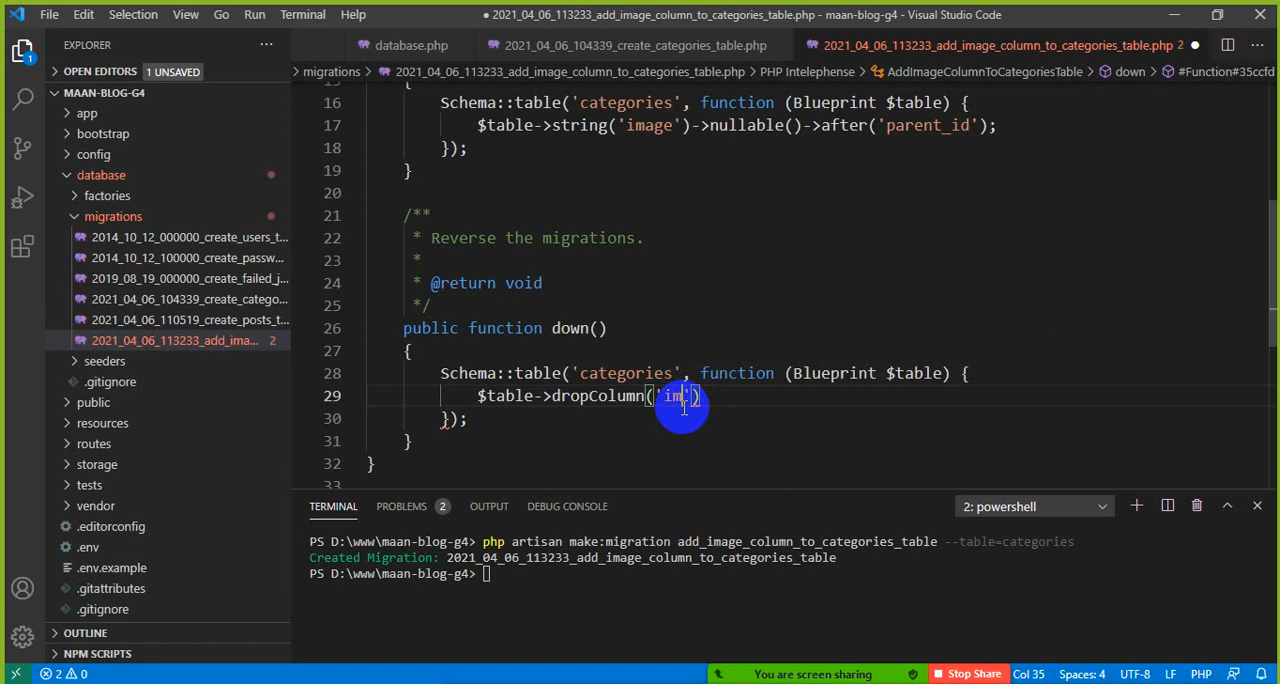 File Edit Selection View Go Run Terminal Help
● 2021_04_06_113233_add_image_column_to_categories_table.php - maan-blog-g4 - Visual Studio Code
EXPLORER
database.php
2021_04_06_104339_create_categories_table.php
2021_04_06_113233_add_image_column_to_categories_table.php 2 ●
OPEN EDITORS 1 UNSAVED
migrations > 2021_04_06_113233_add_image_column_to_categories_table.php > PHP Intelephense > AddImageColumnToCategoriesTable > down > #Function#35ccfd
MAAN-BLOG-G4
app
bootstrap
config
database
factories
migrations
2014_10_12_000000_create_users_t...
2014_10_12_100000_create_passw...
2019_08_19_000000_create_failed_j...
2021_04_06_104339_create_catego...
2021_04_06_110519_create_posts_t...
2021_04_06_113233_add_ima... 2
seeders
.gitignore
public
resources
routes
storage
tests
vendor
.editorconfig
.env
.env.example
.gitattributes
.gitignore
OUTLINE
NPM SCRIPTS
{
16 Schema::table('categories', function (Blueprint $table) {
17 $table->string('image')->nullable()->after('parent_id');
18 });
19 }
20
21 /**
22 * Reverse the migrations.
23 *
24 * @return void
25 */
26 public function down()
27 {
28 Schema::table('categories', function (Blueprint $table) {
29 $table->dropColumn('im')
30 });
31 }
32 }
33
TERMINAL PROBLEMS 2 OUTPUT DEBUG CONSOLE
2: powershell
PS D:\www\maan-blog-g4> php artisan make:migration add_image_column_to_categories_table --table=categories
Created Migration: 2021_04_06_113233_add_image_column_to_categories_table
PS D:\www\maan-blog-g4>
1
2 0
You are screen sharing
Stop Share
Col 35 Spaces: 4 UTF-8 LF PHP